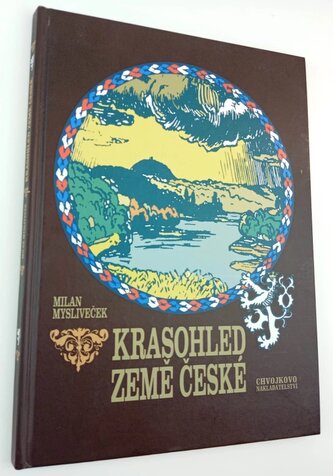 MILAN
MYSLIVEČEK
KRASOHLED
ZEMĚ ČESKÉ
CHVOJKOVO
NAKLADATELSTVÍ